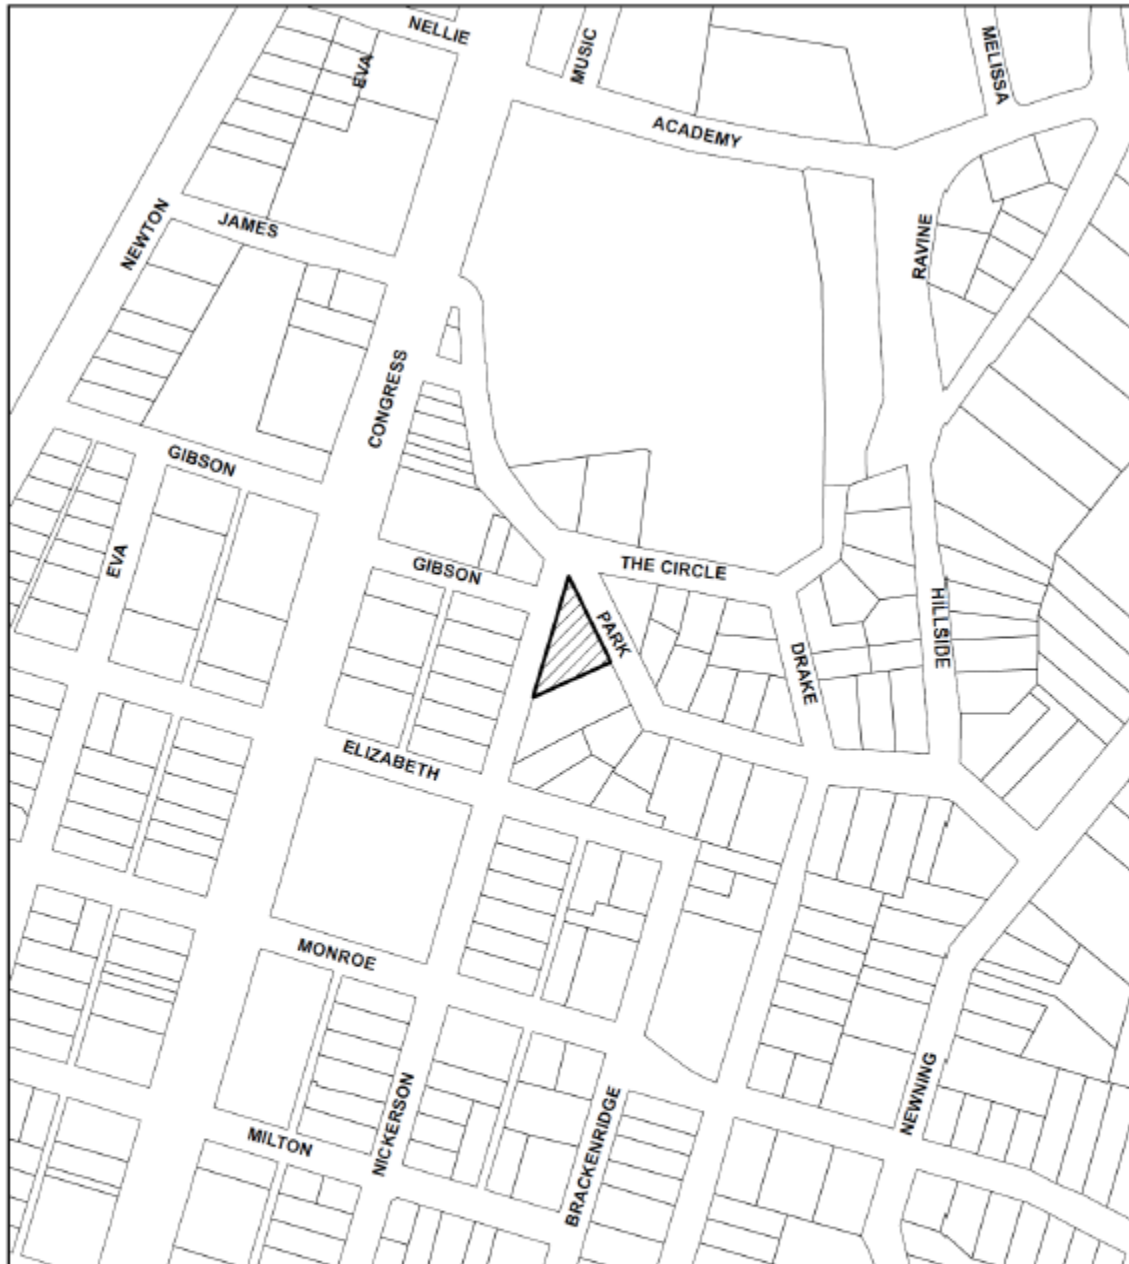 NELLIE
MUSIC
MELISSA
EVA
ACADEMY
NEWTON
JAMES
RAVINE
CONGRESS
GIBSON
EVA
GIBSON
THE CIRCLE
PARK
HILLSIDE
DRAKE
ELIZABETH
MONROE
NICKERSON
NEWNING
BRACKENRIDGE
MILTON